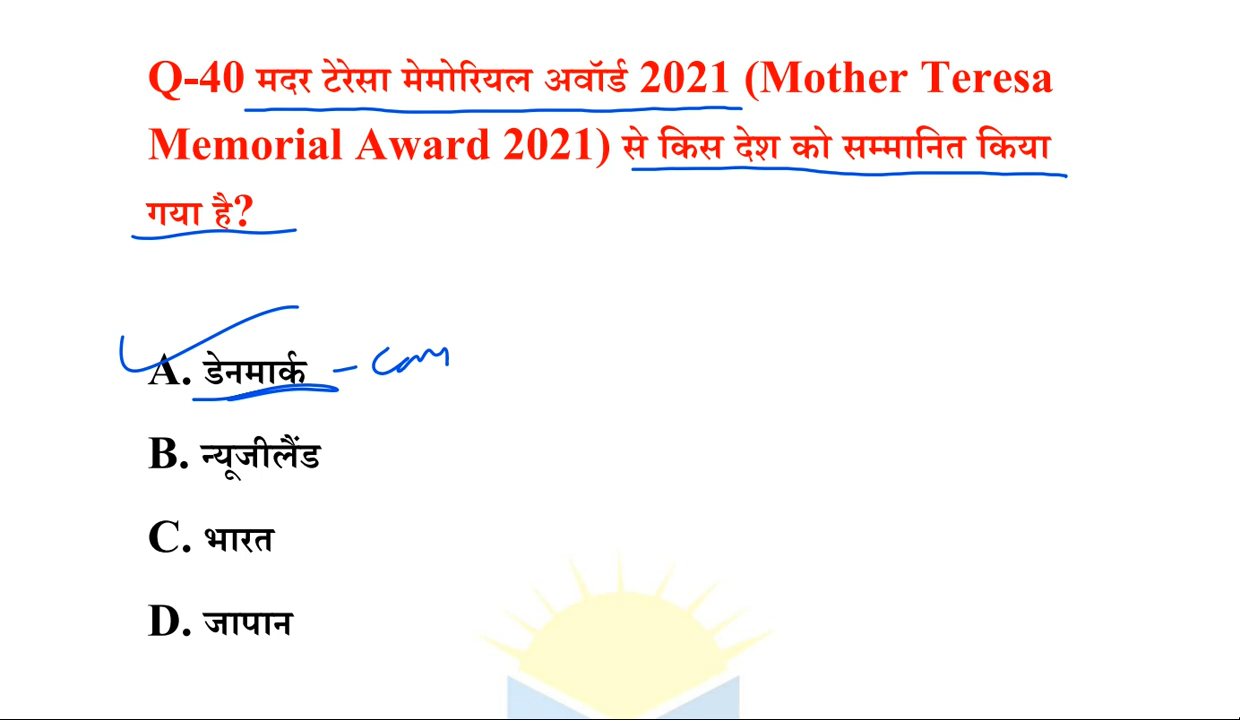 Q-40 मदर टेरेसा मेमोरियल अवॉर्ड 2021 (Mother Teresa
Memorial Award 2021) से किस देश को सम्मानित किया
गया है?
A. डेनमार्क -
B. न्यूजीलैंड
C. भारत
D. जापान